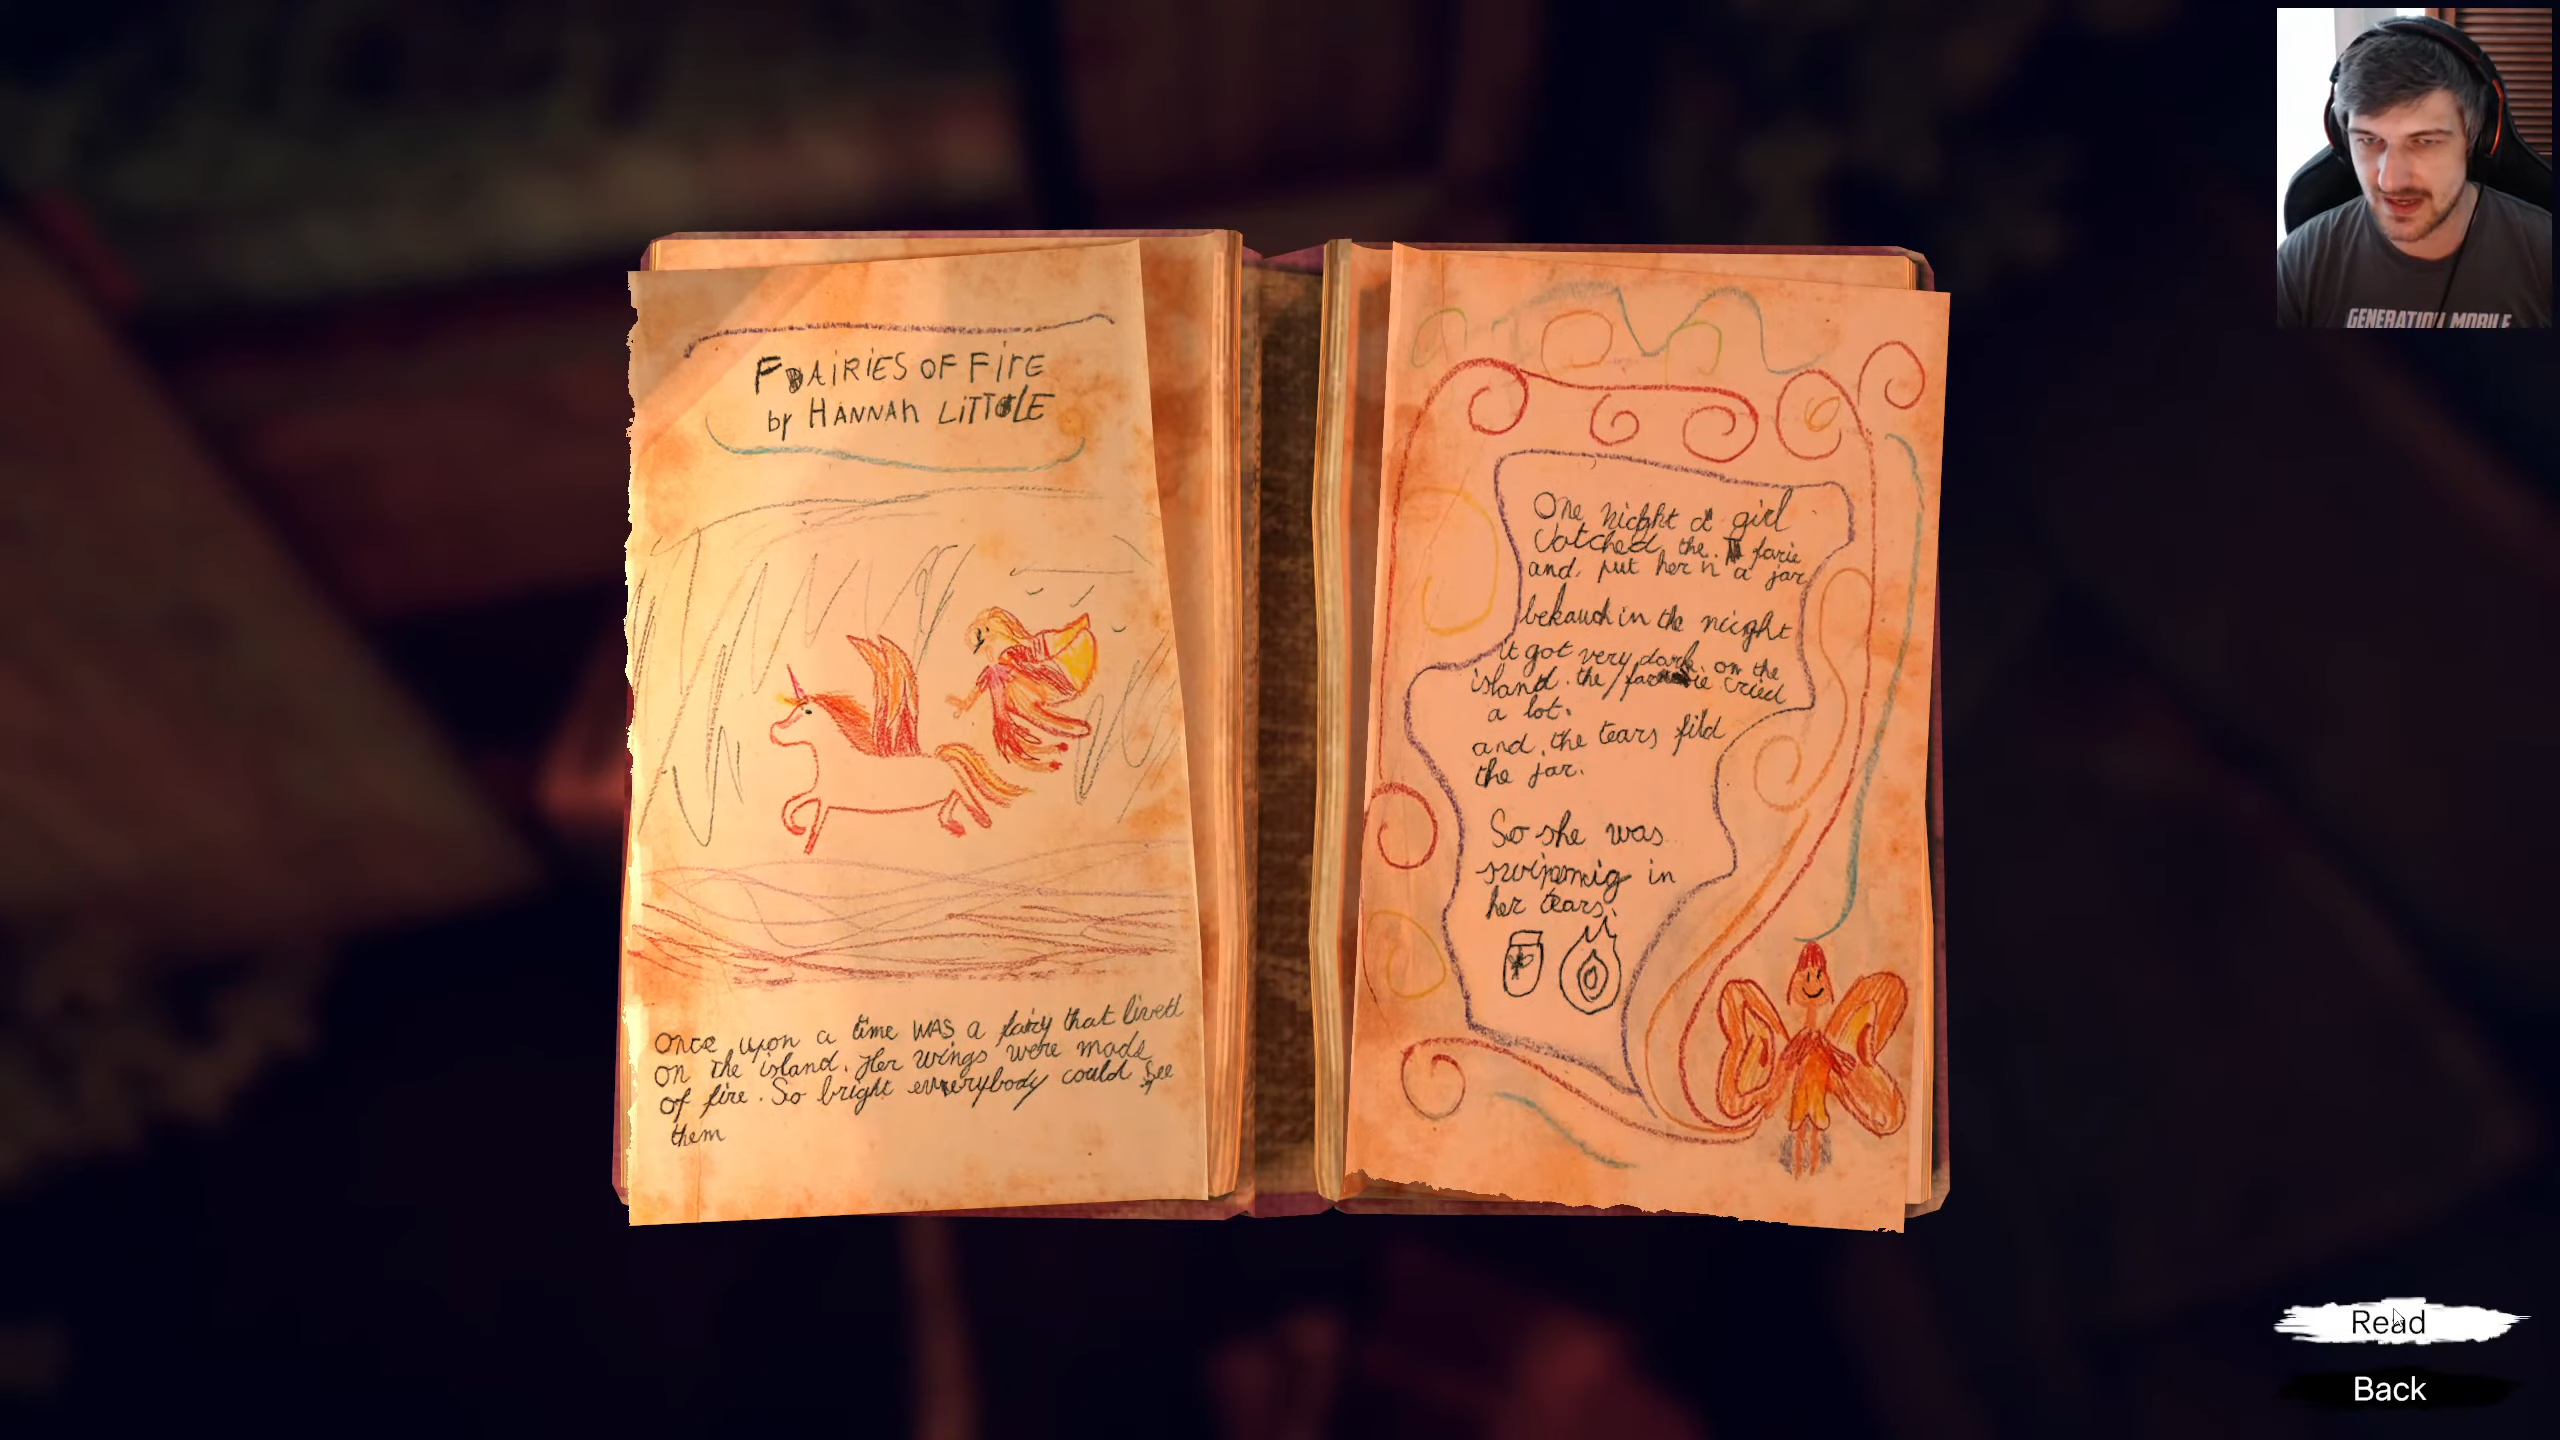 FAIRIES OF FIrE
by HANNAh LiTTLE
Once upon a time WAS a fairy that lived
on the island. Her wings were made
of fire. So bright everybody could see
them
One nicght a girl
Catched the farie
and. put her in a jar
bekauch in the nicght
it got very dark. on the
island. the farie cried
a lot.
and. the tears fild
the jar.
So she was
swimmig in
her tears.
GENERATION MOBILE
Read
Back